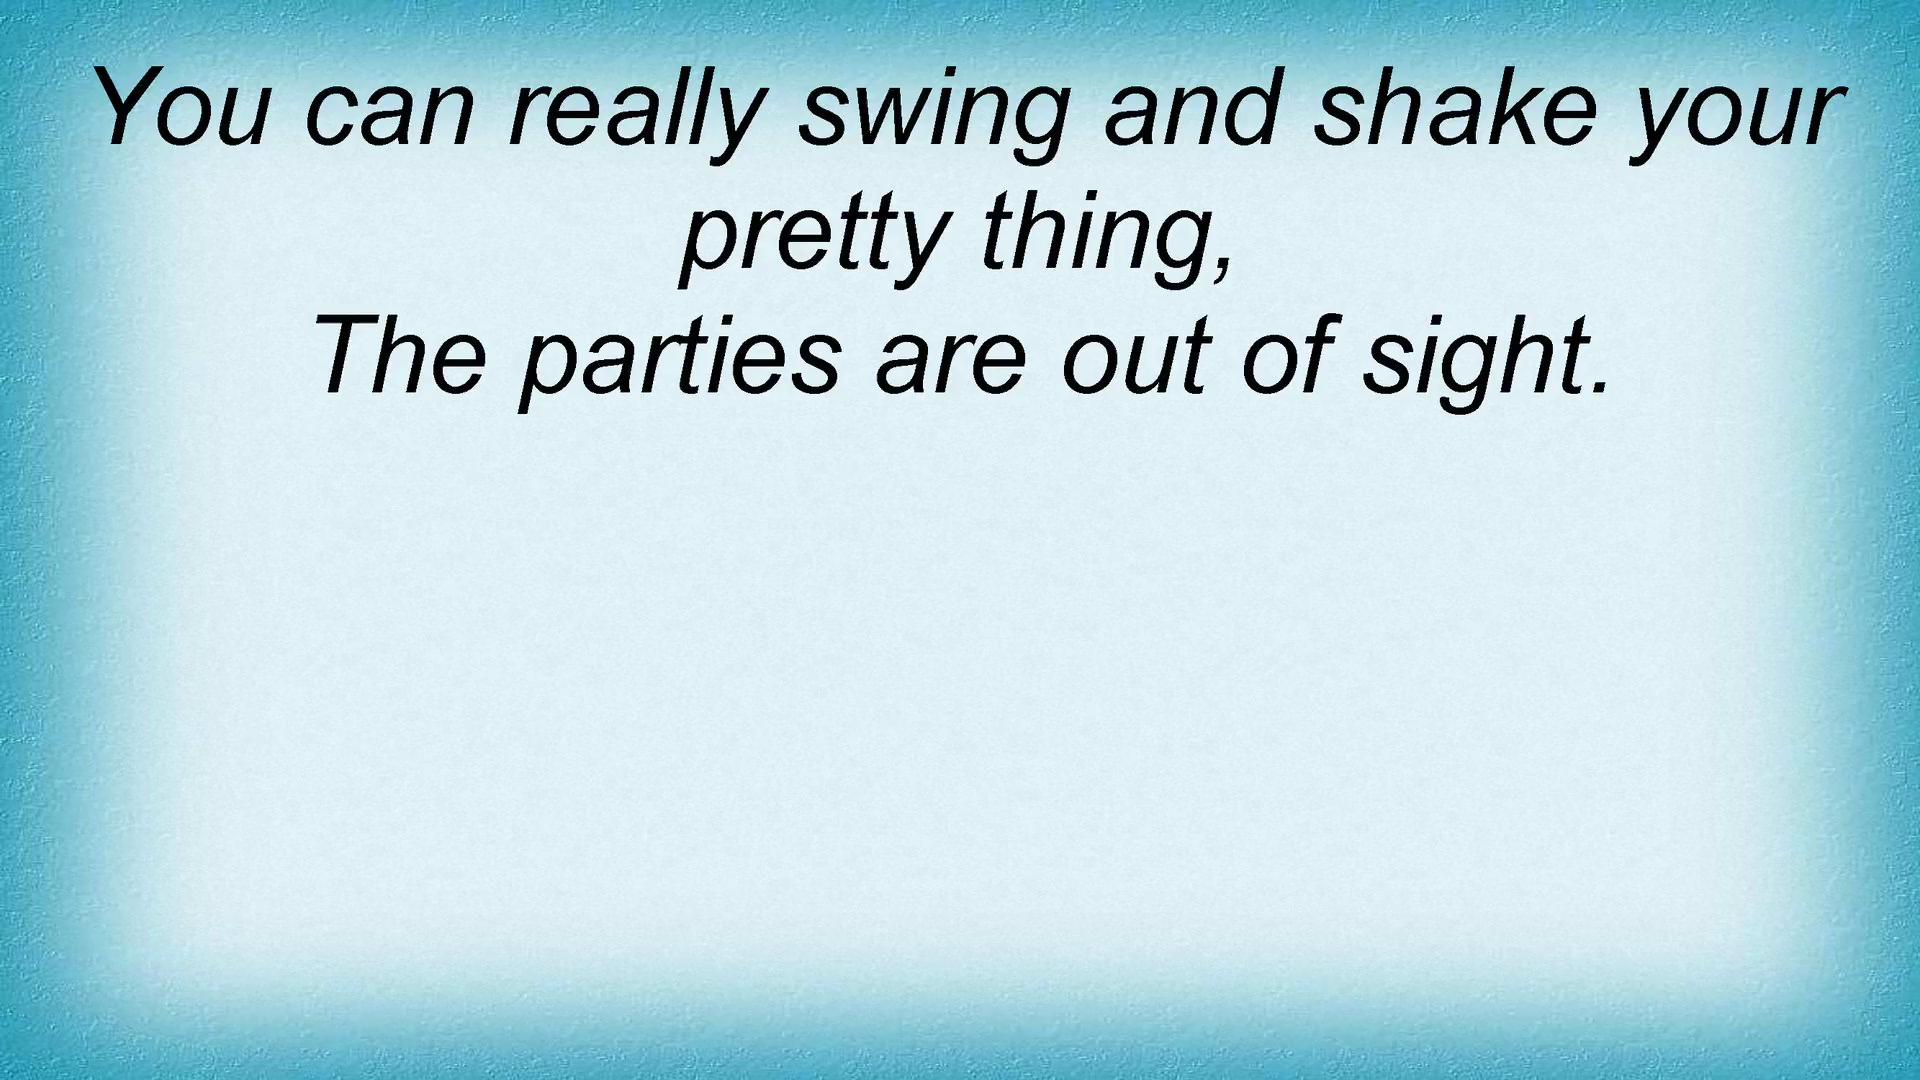 You can really swing and shake your
pretty thing,
The parties are out of sight.